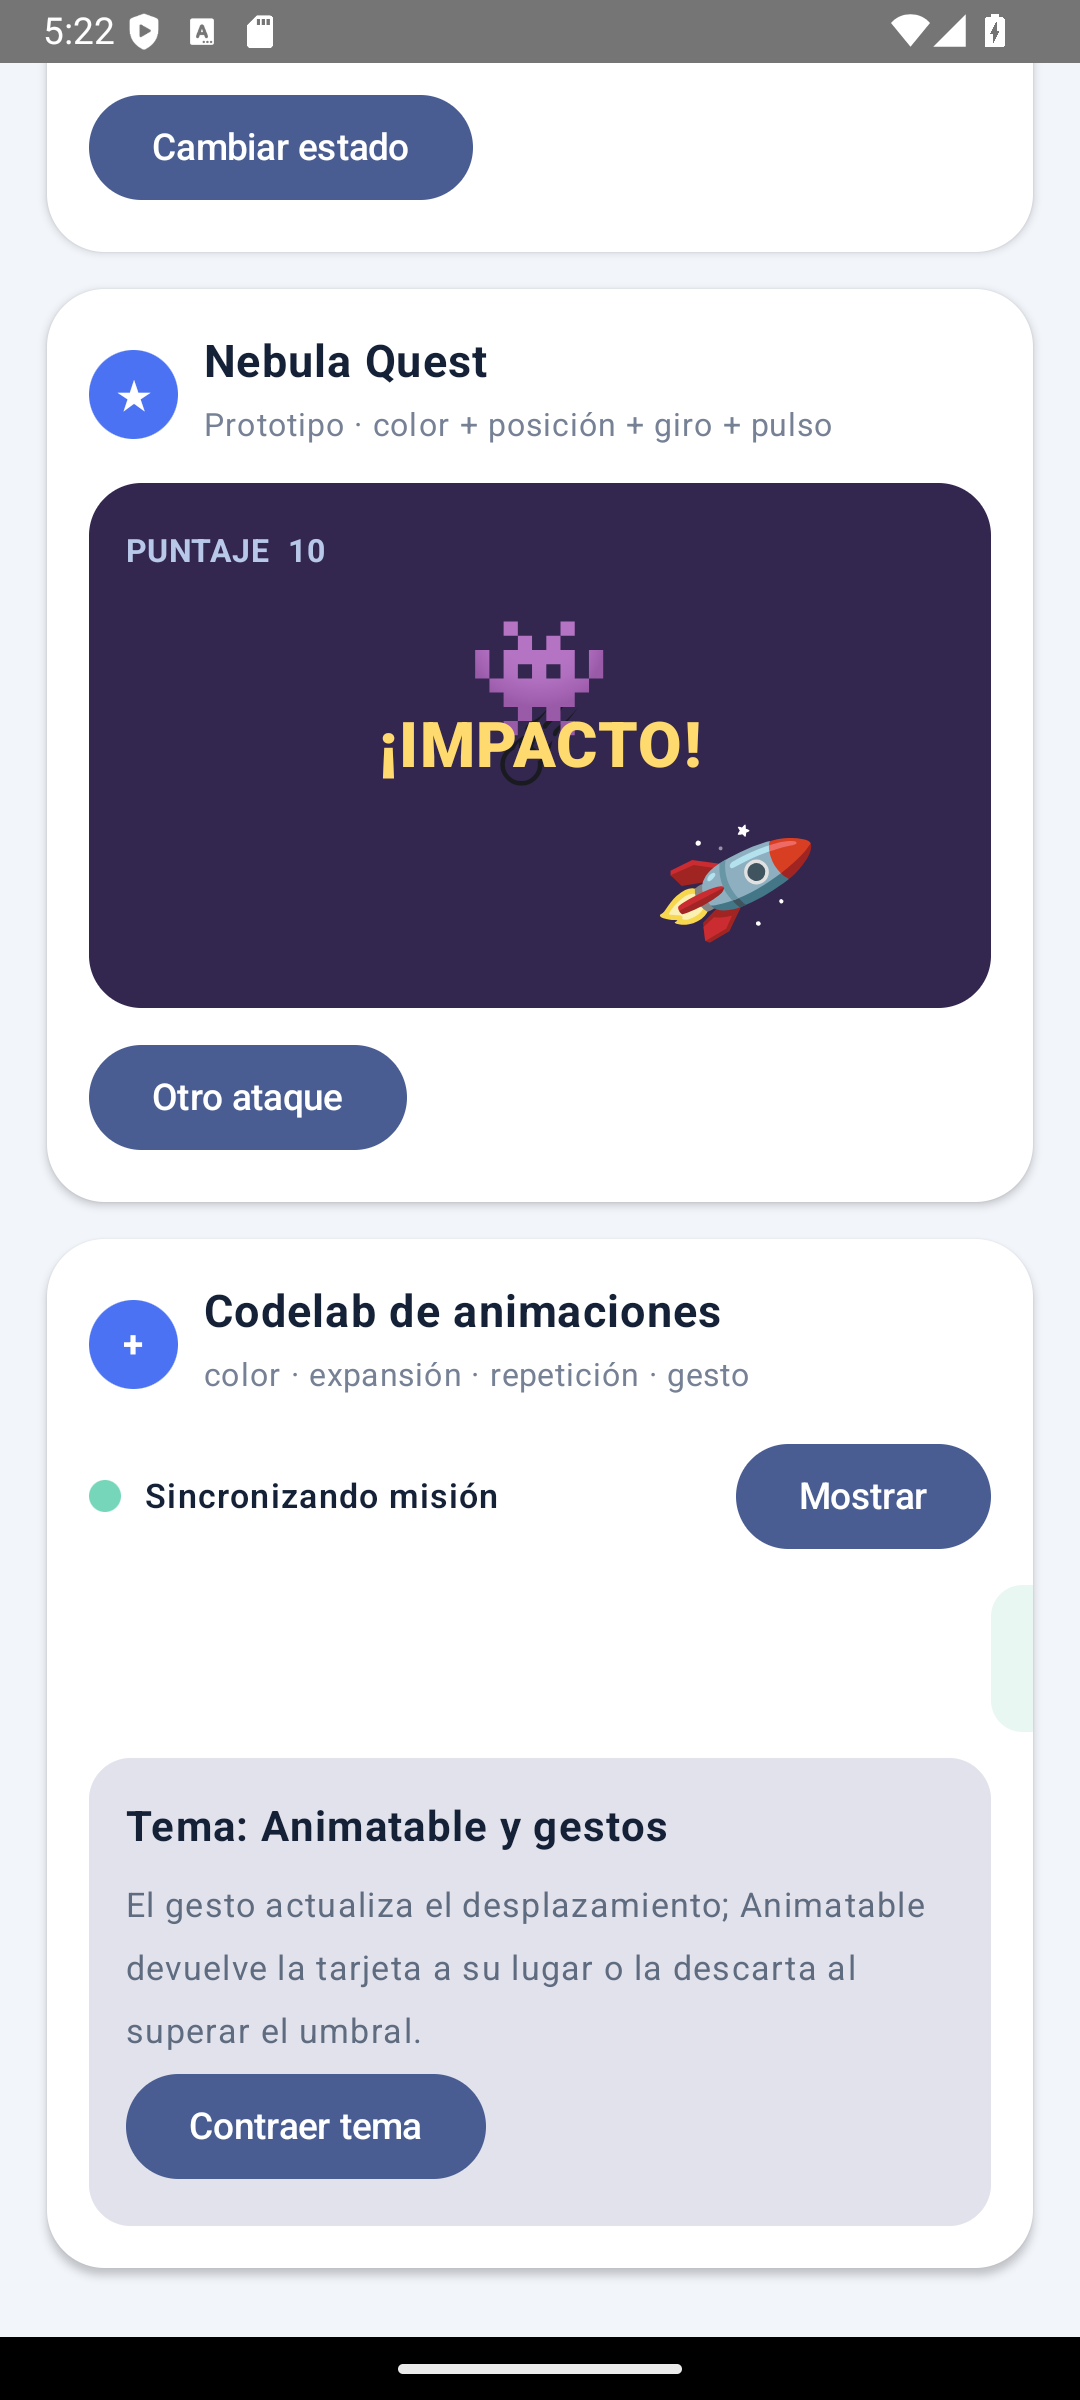 5:22
Cambiar estado
Nebula Quest
Prototipo · color + posición + giro + pulso
PUNTAJE 10
¡IMPACTO!
Otro ataque
Codelab de animaciones
color · expansión · repetición · gesto
Sincronizando misión
Mostrar
Tema: Animatable y gestos
El gesto actualiza el desplazamiento; Animatable
devuelve la tarjeta a su lugar o la descarta al
superar el umbral.
Contraer tema